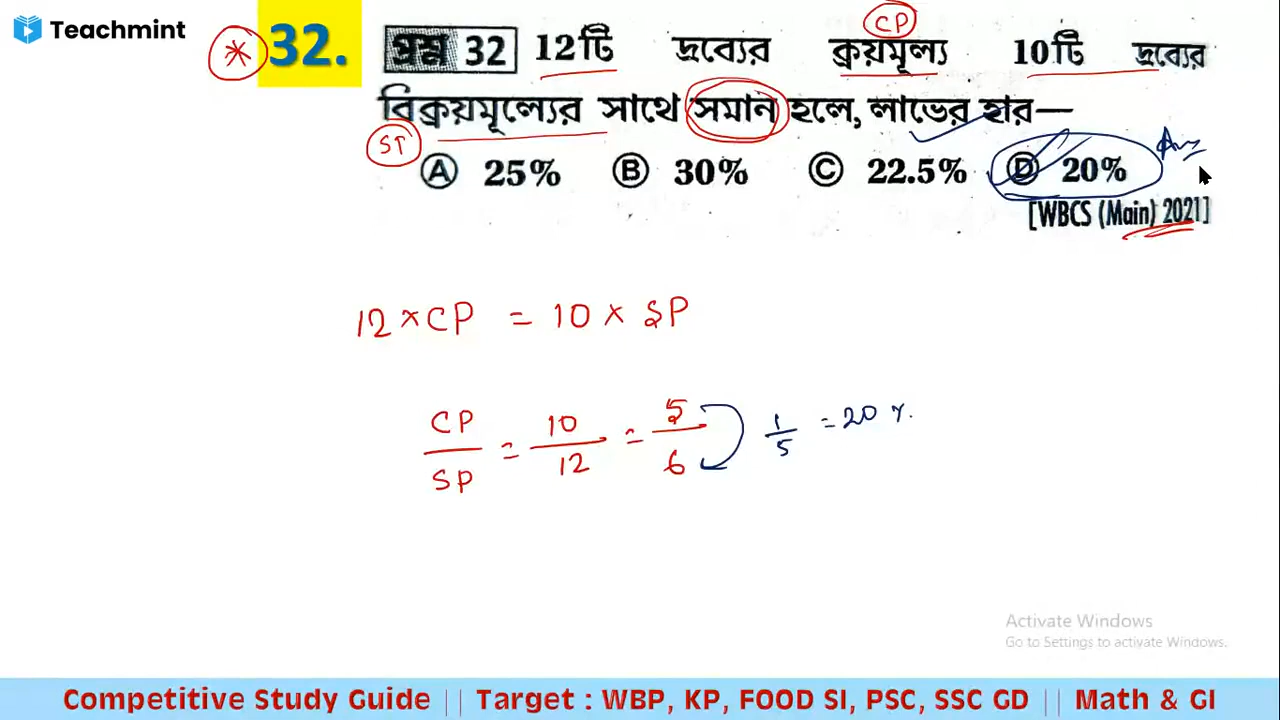 Teachmint
CP
* 32. প্রশ্ন 32 12টি দ্রব্যের ক্রয়মূল্য 10টি দ্রব্যের
বিক্রয়মূল্যের সাথে সমান হলে, লাভের হার—
A 25% B 30% C 22.5% D 20% Ans
[WBCS (Main) 2021]
12 × CP = 10 × SP
CP/SP = 10/12 = 5/6 1/5 = 20%
Activate Windows
Go to Settings to activate Windows.
Competitive Study Guide || Target : WBP, KP, FOOD SI, PSC, SSC GD || Math & GI